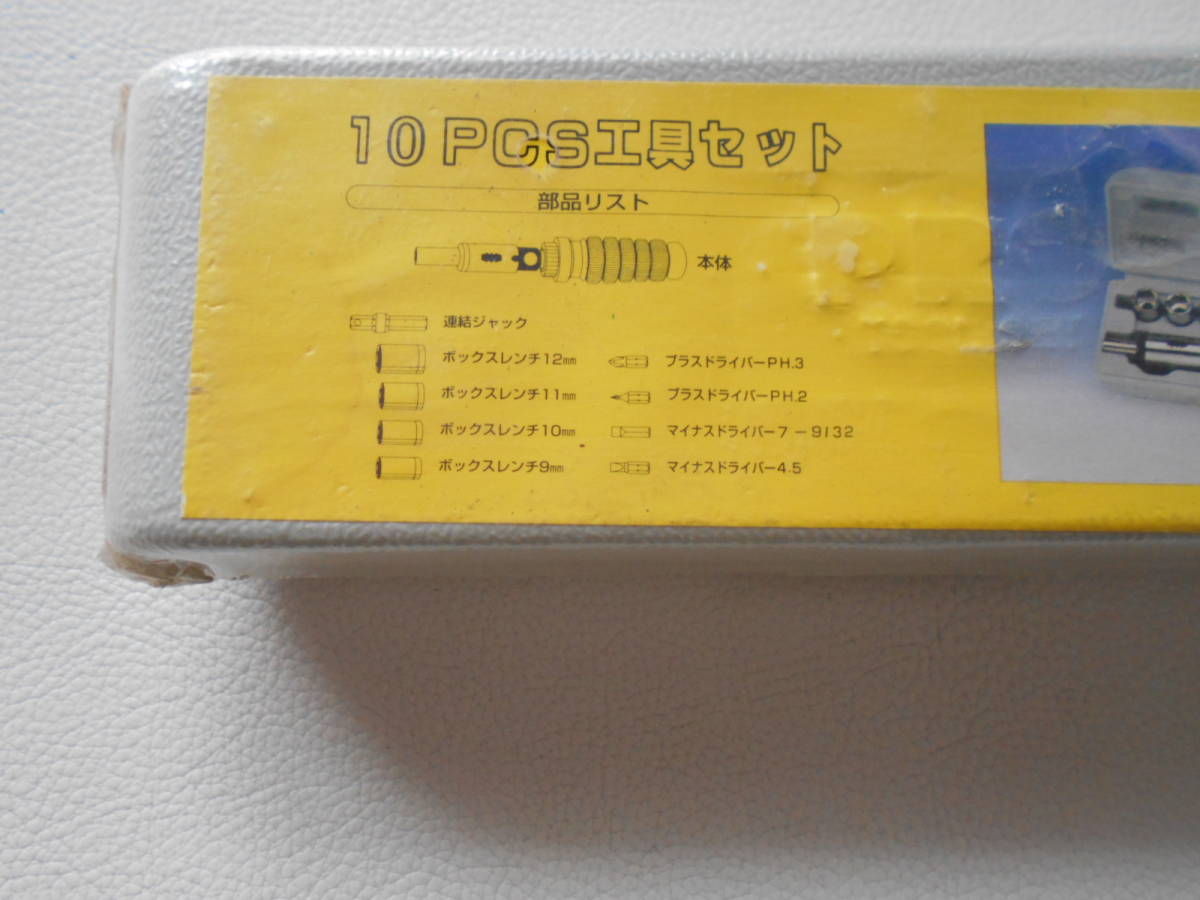 10 PCS工具セット
部品リスト
本体
連結ジャック
ボックスレンチ12mm
ボックスレンチ11mm
ボックスレンチ10mm
ボックスレンチ9mm
プラスドライバーPH.3
プラスドライバーPH.2
マイナスドライバー7-9I32
マイナスドライバー4.5